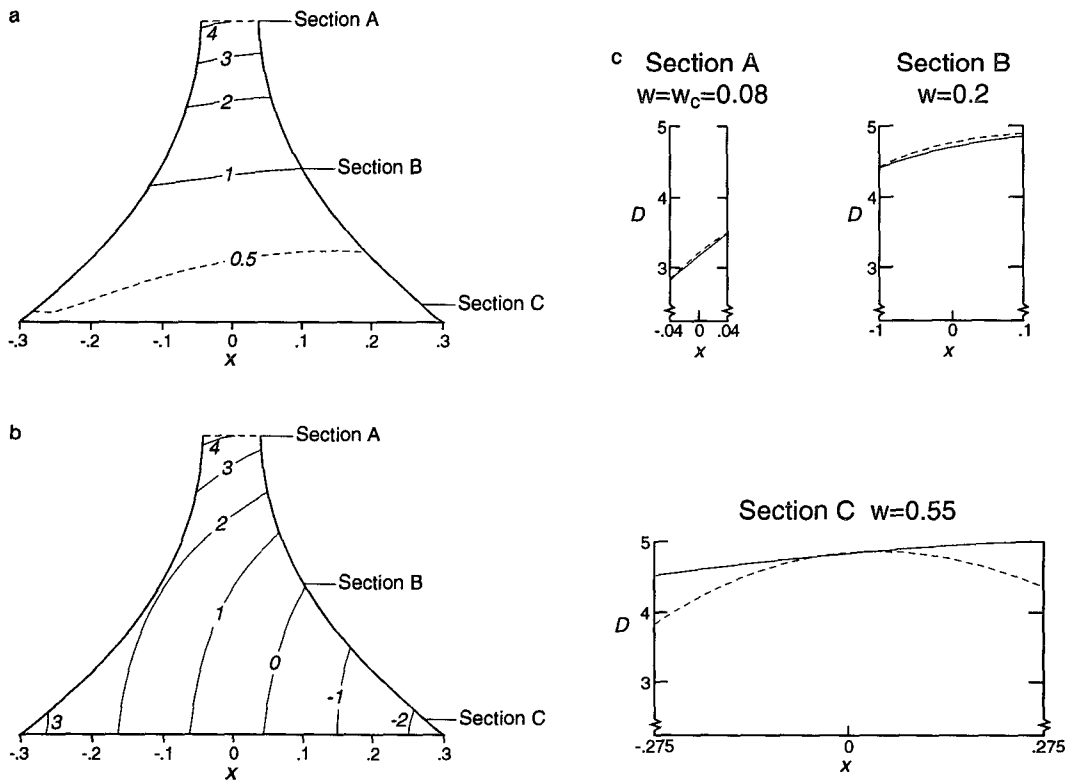 a
Section A
4
3
2
1
Section B
0.5
Section C
-.3 -.2 -.1 0 .1 .2 .3
x
b
Section A
4
3
2
Section B
1
0
-1
3
-2
Section C
-.3 -.2 -.1 0 .1 .2 .3
x
c Section A
w=wc=0.08
5
4
D
3
-.04 0 .04
x
Section B
w=0.2
5
4
D
3
-1 0 .1
x
Section C w=0.55
5
4
D
3
-.275 0 .275
x